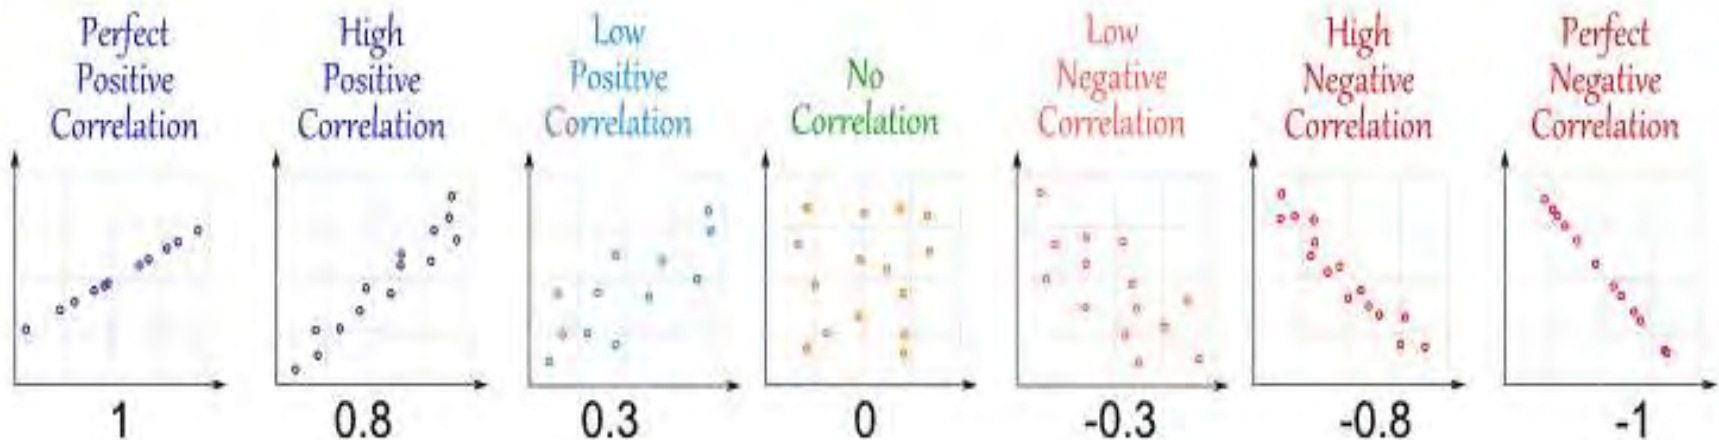 Perfect
Positive
Correlation
High
Positive
Correlation
Low
Positive
Correlation
No
Correlation
Low
Negative
Correlation
High
Negative
Correlation
Perfect
Negative
Correlation
1
0.8
0.3
0
-0.3
-0.8
-1